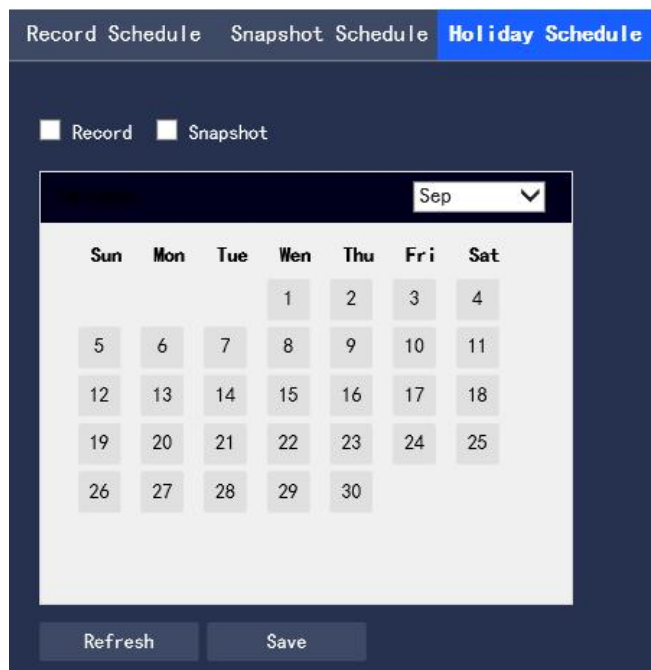 Record Schedule Snapshot Schedule Holiday Schedule
Record Snapshot
Sep
Sun Mon Tue Wen Thu Fri Sat
1 2 3 4
5 6 7 8 9 10 11
12 13 14 15 16 17 18
19 20 21 22 23 24 25
26 27 28 29 30
Refresh Save